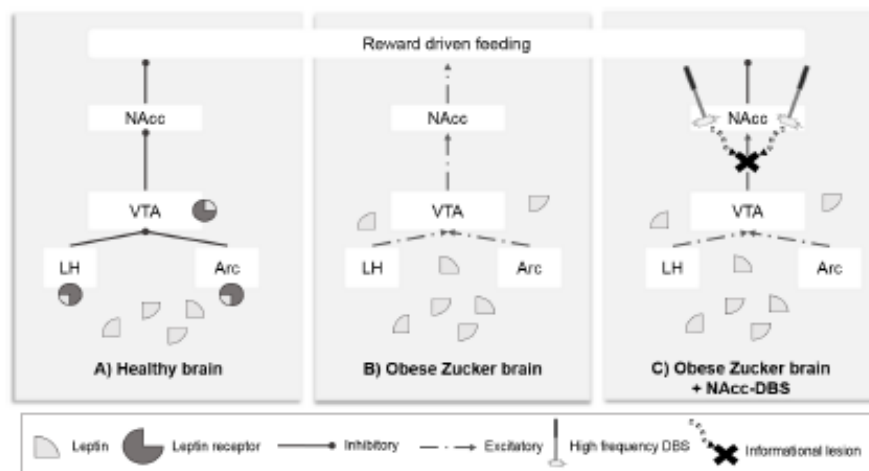 Reward driven feeding
NAcc
NAcc
NAcc
VTA
VTA
VTA
LH
Arc
LH
Arc
LH
Arc
A) Healthy brain
B) Obese Zucker brain
C) Obese Zucker brain
+ NAcc-DBS
Leptin
Leptin receptor
Inhibitory
Excitatory
High frequency DBS
Informational lesion